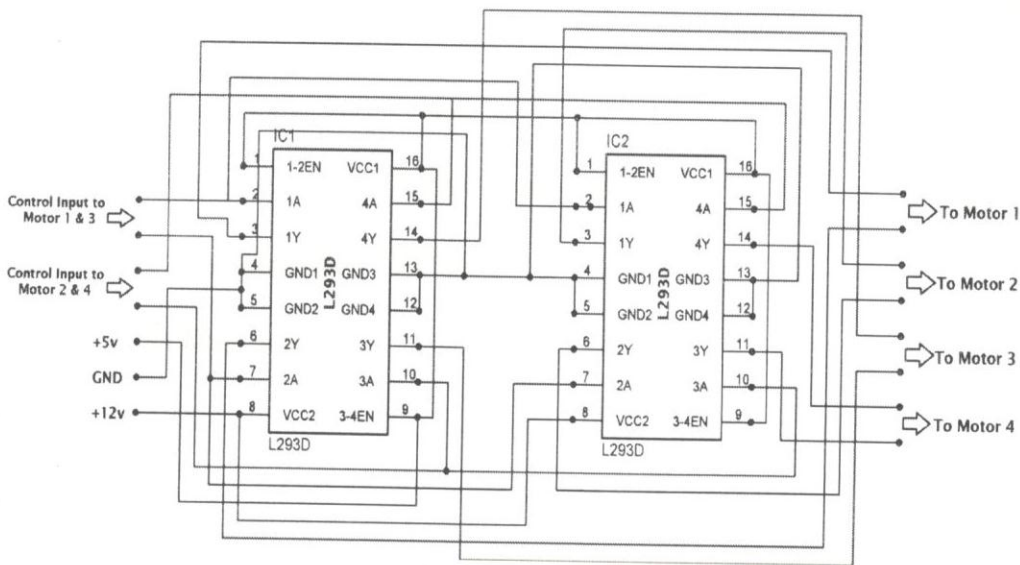 IC1
1 1-2EN VCC1 16
2 1A 4A 15
3 1Y 4Y 14
4 GND1 GND3 13
5 GND2 GND4 12
6 2Y 3Y 11
7 2A 3A 10
8 VCC2 3-4EN 9
L293D
L293D
IC2
1 1-2EN VCC1 16
2 1A 4A 15
3 1Y 4Y 14
4 GND1 GND3 13
5 GND2 GND4 12
6 2Y 3Y 11
7 2A 3A 10
8 VCC2 3-4EN 9
L293D
L293D
Control Input to
Motor 1 & 3
Control Input to
Motor 2 & 4
+5v
GND
+12v
To Motor 1
To Motor 2
To Motor 3
To Motor 4